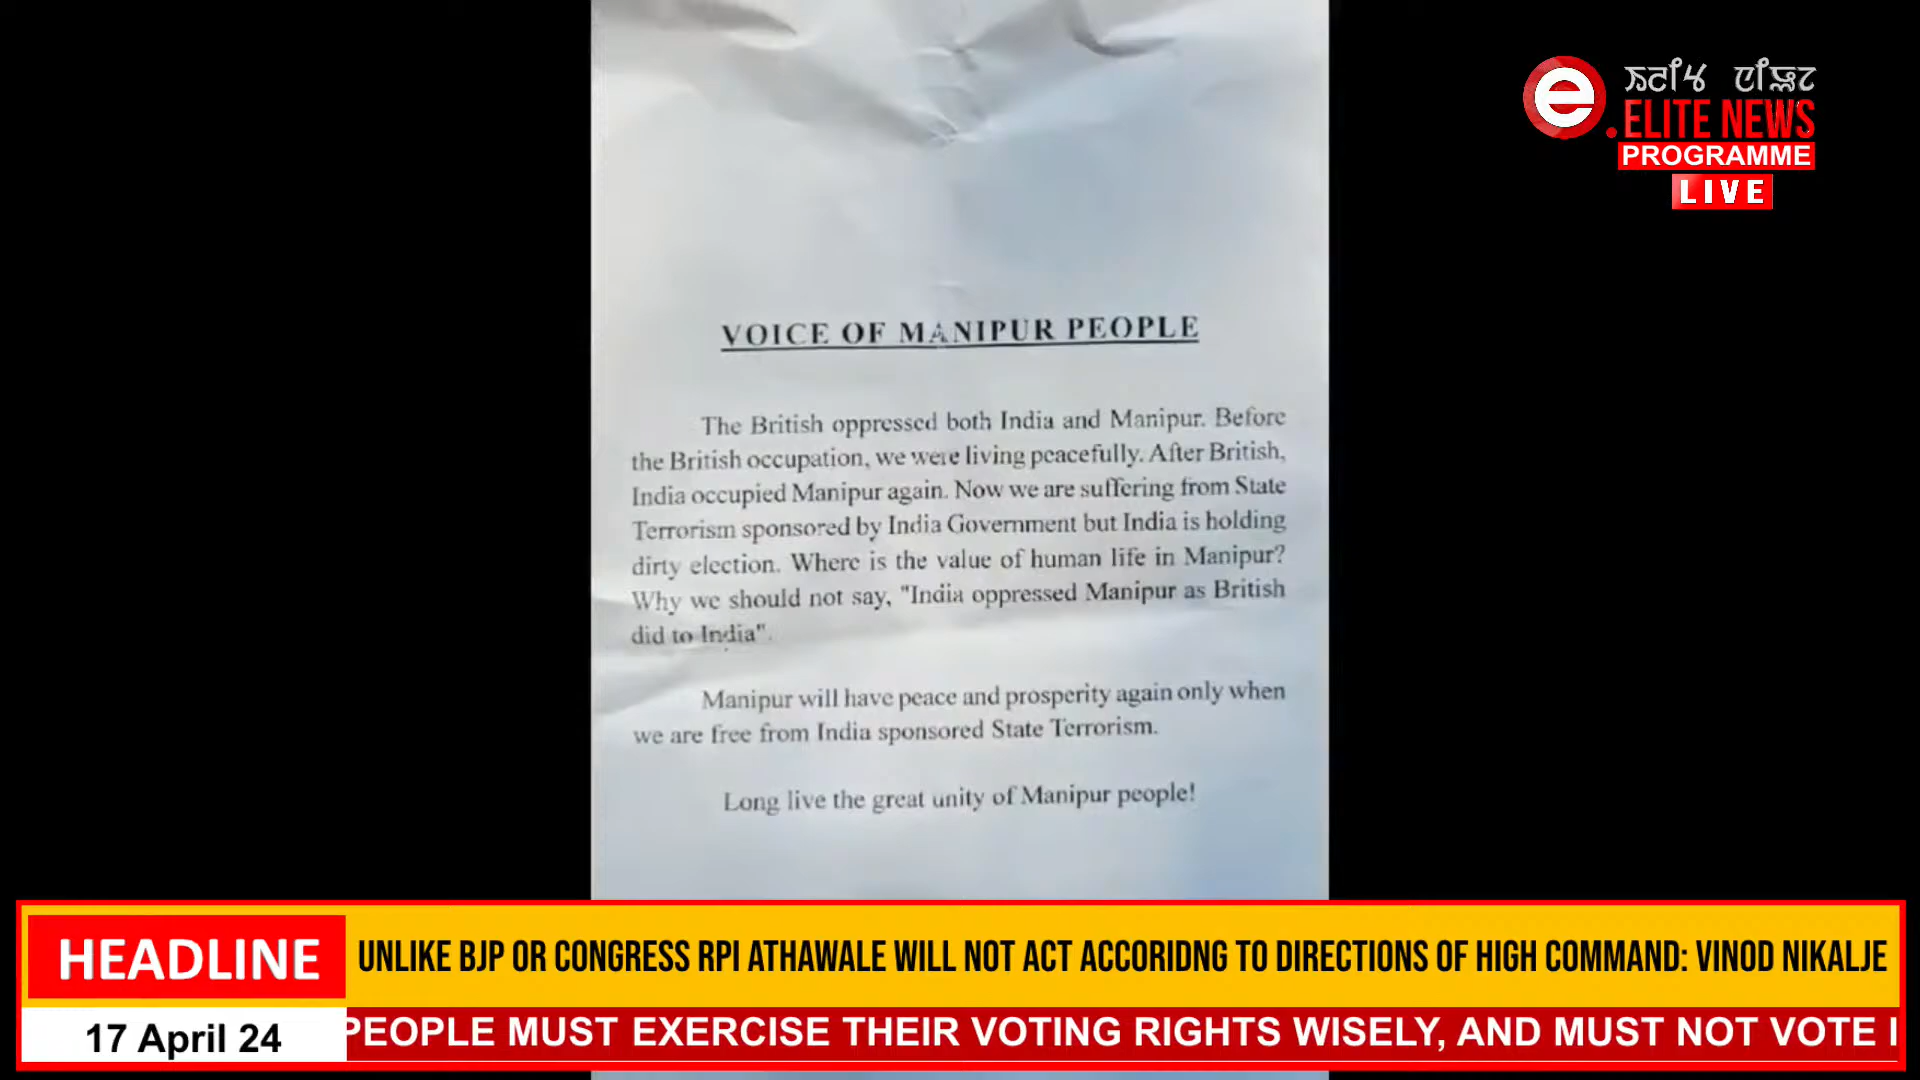 ꯏꯂꯤꯠ ꯅꯤꯎꯖ
e.
ELITE NEWS
PROGRAMME
LIVE
VOICE OF MANIPUR PEOPLE
The British oppressed both India and Manipur. Before
the British occupation, we were living peacefully. After British,
India occupied Manipur again. Now we are suffering from State
Terrorism sponsored by India Government but India is holding
dirty election. Where is the value of human life in Manipur?
Why we should not say, "India oppressed Manipur as British
did to India".
Manipur will have peace and prosperity again only when
we are free from India sponsored State Terrorism.
Long live the great unity of Manipur people!
HEADLINE
UNLIKE BJP OR CONGRESS RPI ATHAWALE WILL NOT ACT ACCORIDNG TO DIRECTIONS OF HIGH COMMAND: VINOD NIKALJE
17 April 24
PEOPLE MUST EXERCISE THEIR VOTING RIGHTS WISELY, AND MUST NOT VOTE I